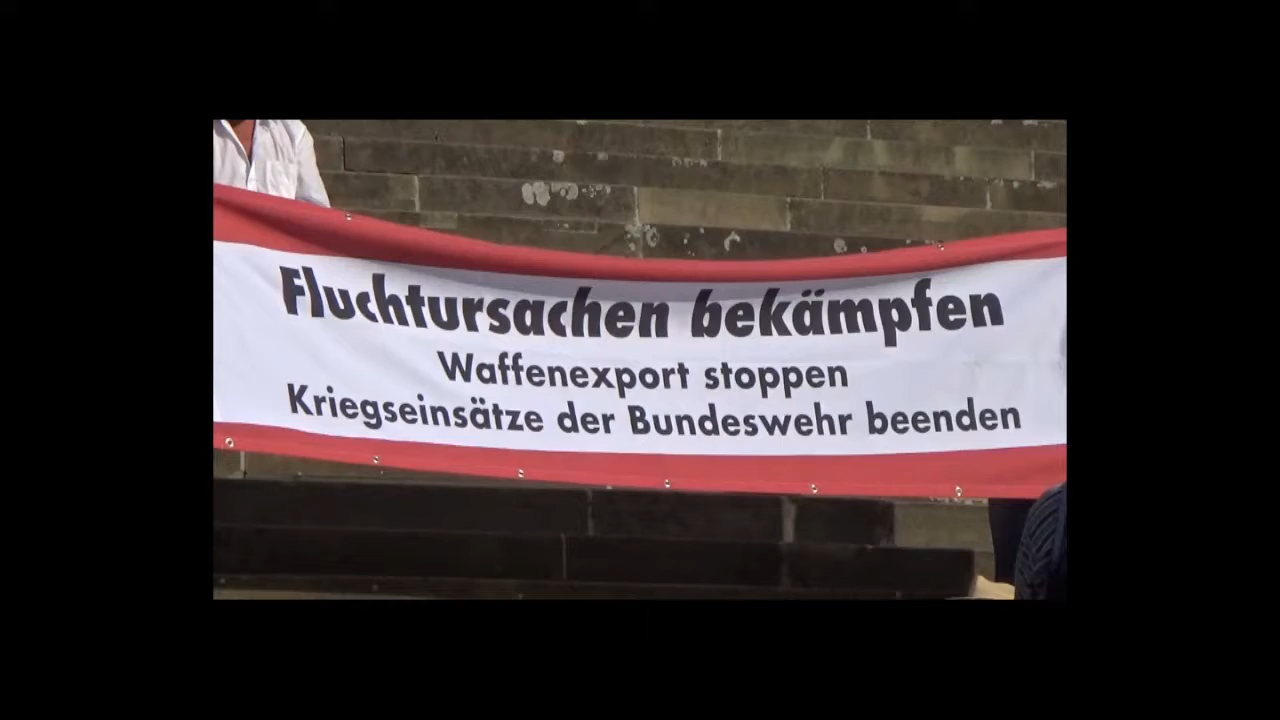 Fluchtursachen bekämpfen
Waffenexport stoppen
Kriegseinsätze der Bundeswehr beenden